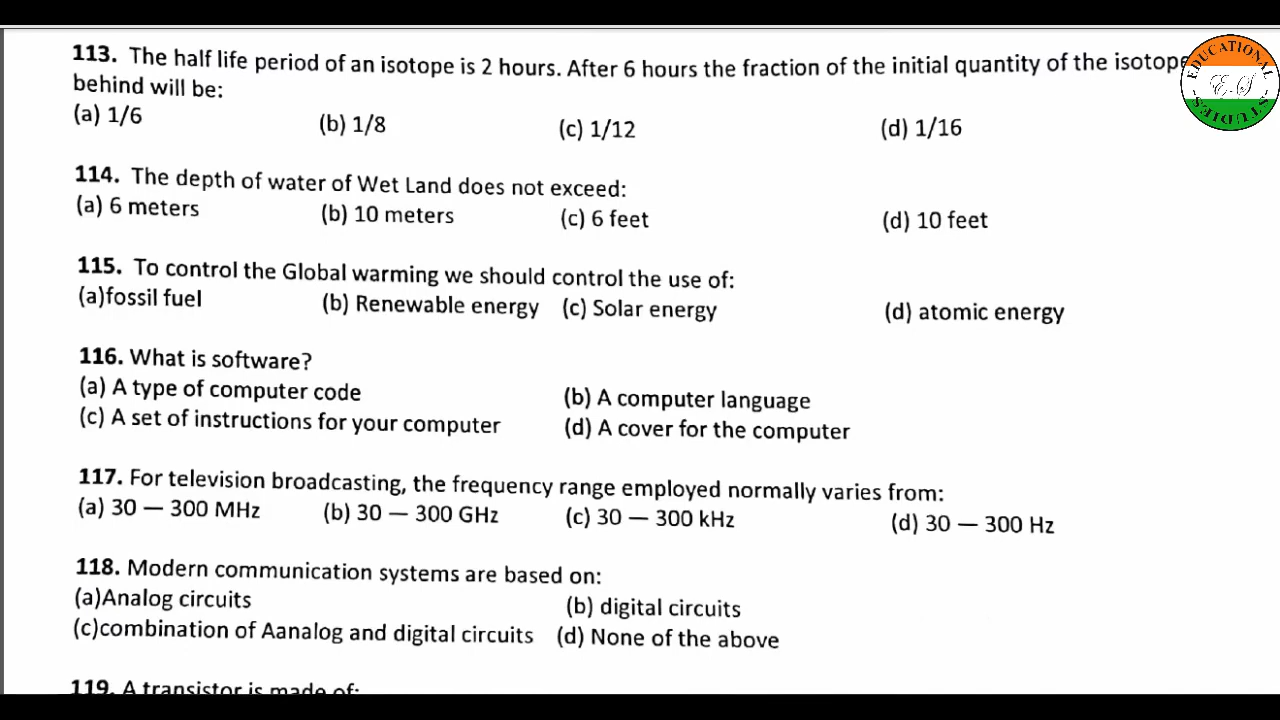 113. The half life period of an isotope is 2 hours. After 6 hours the fraction of the initial quantity of the isotope
behind will be:
(a) 1/6 (b) 1/8 (c) 1/12 (d) 1/16
114. The depth of water of Wet Land does not exceed:
(a) 6 meters (b) 10 meters (c) 6 feet (d) 10 feet
115. To control the Global warming we should control the use of:
(a)fossil fuel (b) Renewable energy (c) Solar energy (d) atomic energy
116. What is software?
(a) A type of computer code (b) A computer language
(c) A set of instructions for your computer (d) A cover for the computer
117. For television broadcasting, the frequency range employed normally varies from:
(a) 30 — 300 MHz (b) 30 — 300 GHz (c) 30 — 300 kHz (d) 30 — 300 Hz
118. Modern communication systems are based on:
(a)Analog circuits (b) digital circuits
(c)combination of Aanalog and digital circuits (d) None of the above
119. A transistor is made of:
EDUCATIONAL
E.S
STUDIES